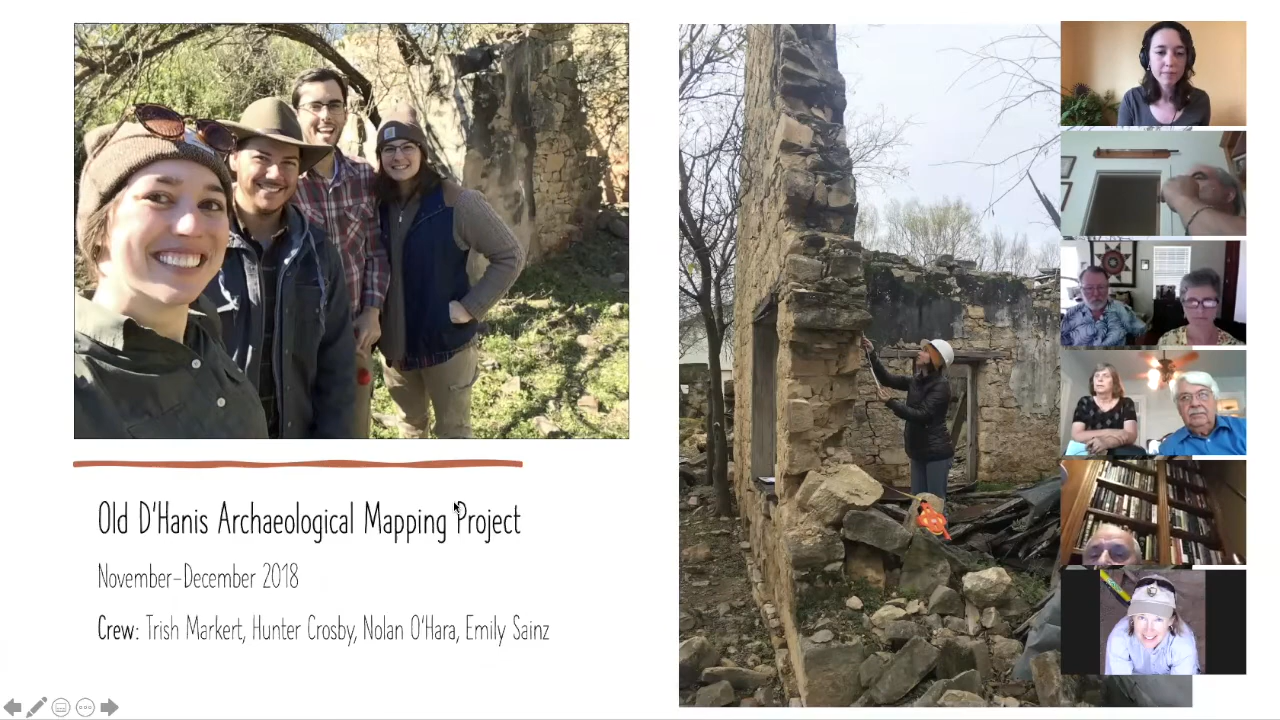 Old D'Hanis Archaeological Mapping Project
November–December 2018
Crew: Trish Markert, Hunter Crosby, Nolan O'Hara, Emily Sainz